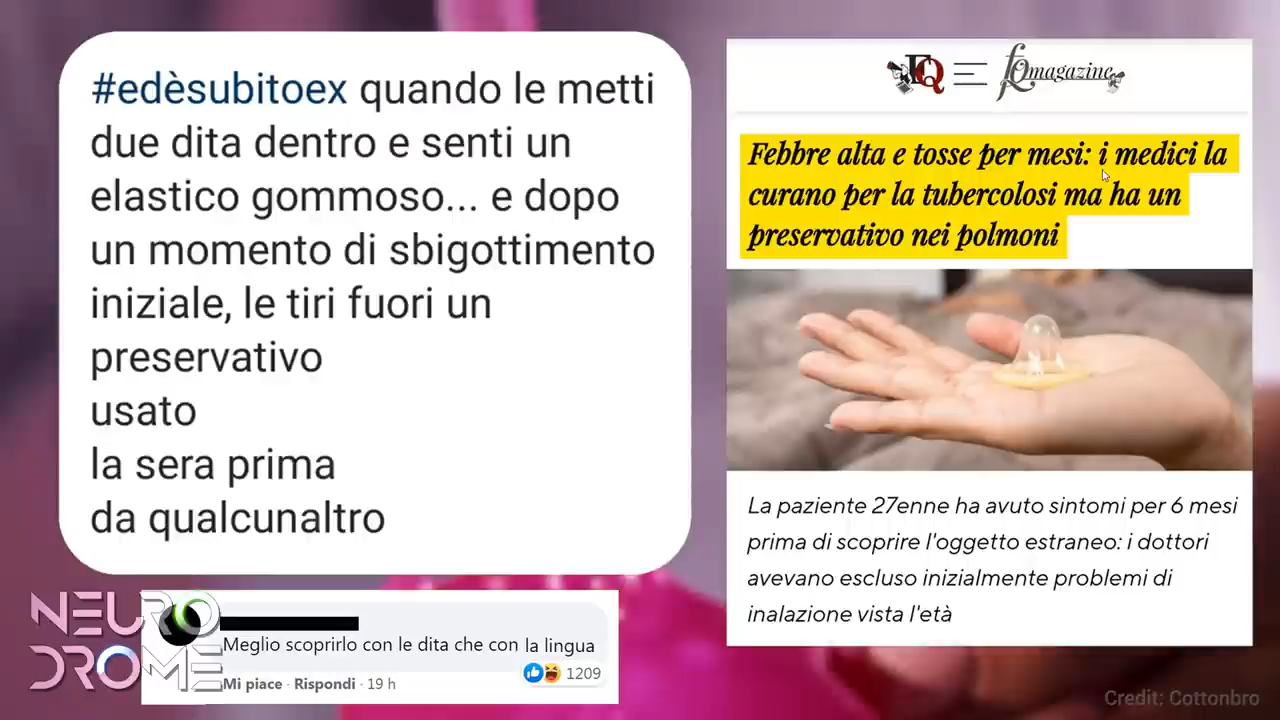 #edèsubitoex quando le metti
due dita dentro e senti un
elastico gommoso... e dopo
un momento di sbigottimento
iniziale, le tiri fuori un
preservativo
usato
la sera prima
da qualcunaltro
Meglio scoprirlo con le dita che con la lingua
Mi piace · Rispondi · 19 h
1209
NEURO
DROME
FQ
fQmagazine
Febbre alta e tosse per mesi: i medici la
curano per la tubercolosi ma ha un
preservativo nei polmoni
La paziente 27enne ha avuto sintomi per 6 mesi
prima di scoprire l'oggetto estraneo: i dottori
avevano escluso inizialmente problemi di
inalazione vista l'età
Credit: Cottonbro